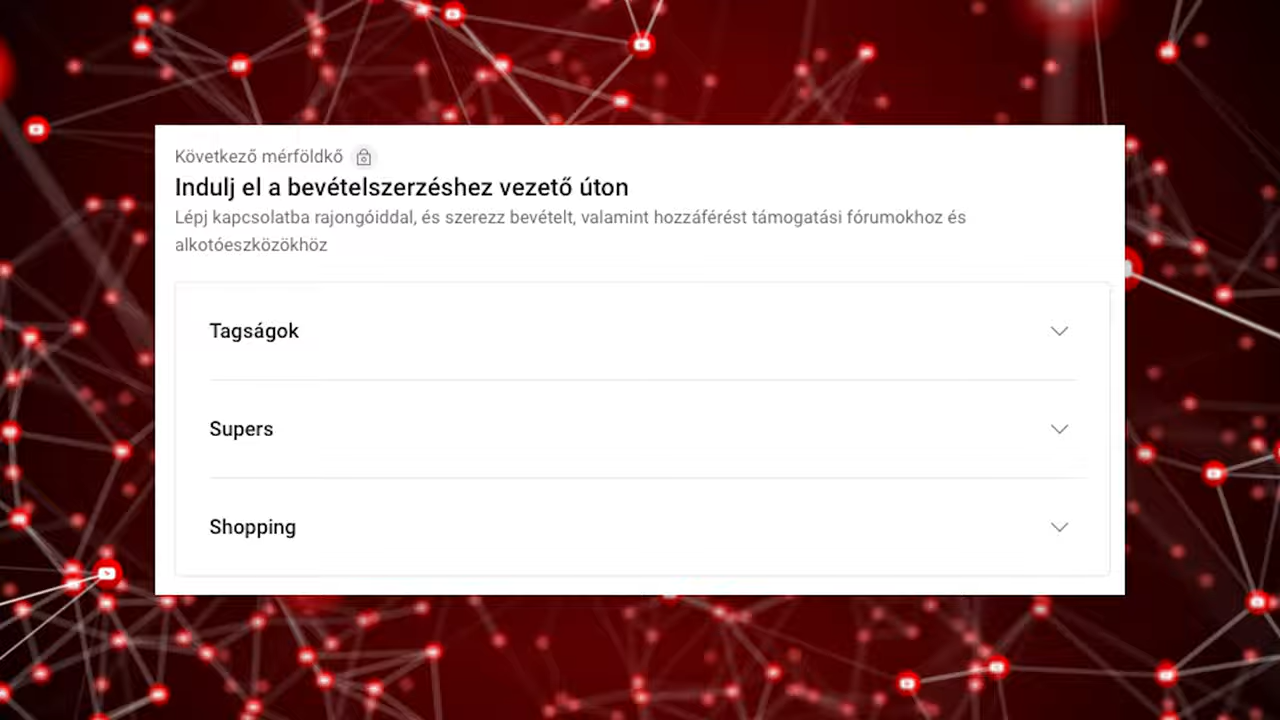 Következő mérföldkő
Indulj el a bevételszerzéshez vezető úton
Lépj kapcsolatba rajongóiddal, és szerezz bevételt, valamint hozzáférést támogatási fórumokhoz és
alkotóeszközökhöz
Tagságok
Supers
Shopping